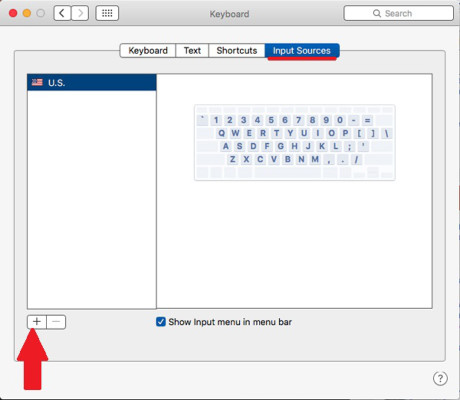 Keyboard
Search
Keyboard Text Shortcuts Input Sources
U.S.
` 1 2 3 4 5 6 7 8 9 0 - =
Q W E R T Y U I O P [ ] \
A S D F G H J K L ; '
Z X C V B N M , . /
+ −
Show Input menu in menu bar
?